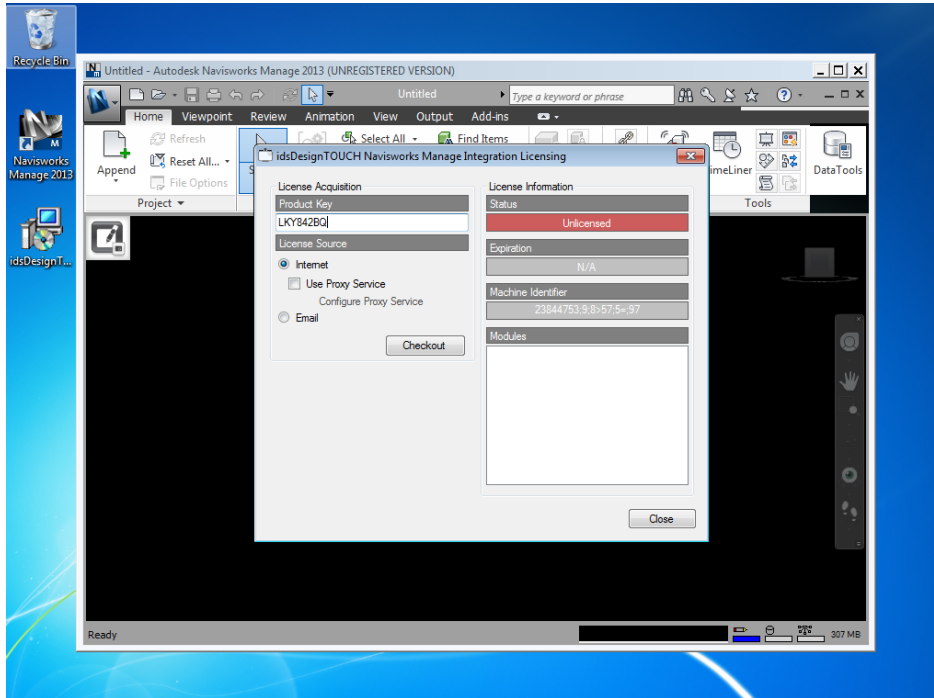 Recycle Bin
Navisworks
Manage 2013
idsDesignT...
Untitled - Autodesk Navisworks Manage 2013 (UNREGISTERED VERSION)
Untitled
Type a keyword or phrase
Home Viewpoint Review Animation View Output Add-ins
Append
Refresh
Reset All...
File Options
Project
Select All
Find Items
imeLiner
Tools
DataTools
idsDesignTOUCH Navisworks Manage Integration Licensing
License Acquisition
Product Key
LKY842BQ
License Source
Internet
Use Proxy Service
Configure Proxy Service
Email
Checkout
License Information
Status
Unlicensed
Expiration
N/A
Machine Identifier
23844753;9;8>57;5=;97
Modules
Close
Ready
307 MB